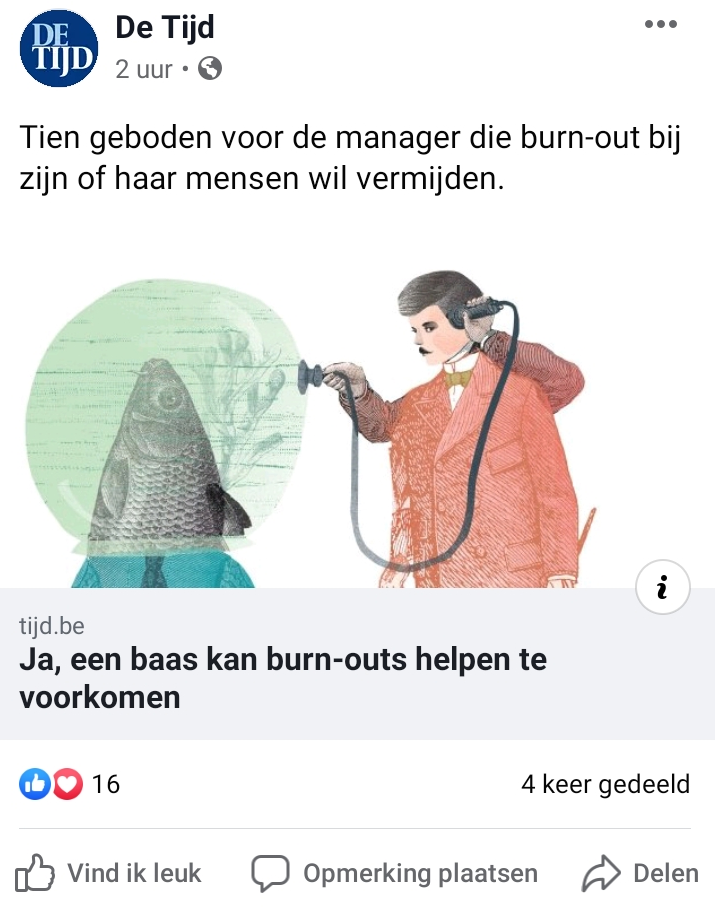 DE
TIJD
De Tijd
2 uur •
Tien geboden voor de manager die burn-out bij
zijn of haar mensen wil vermijden.
i
tijd.be
Ja, een baas kan burn-outs helpen te
voorkomen
16
4 keer gedeeld
Vind ik leuk
Opmerking plaatsen
Delen